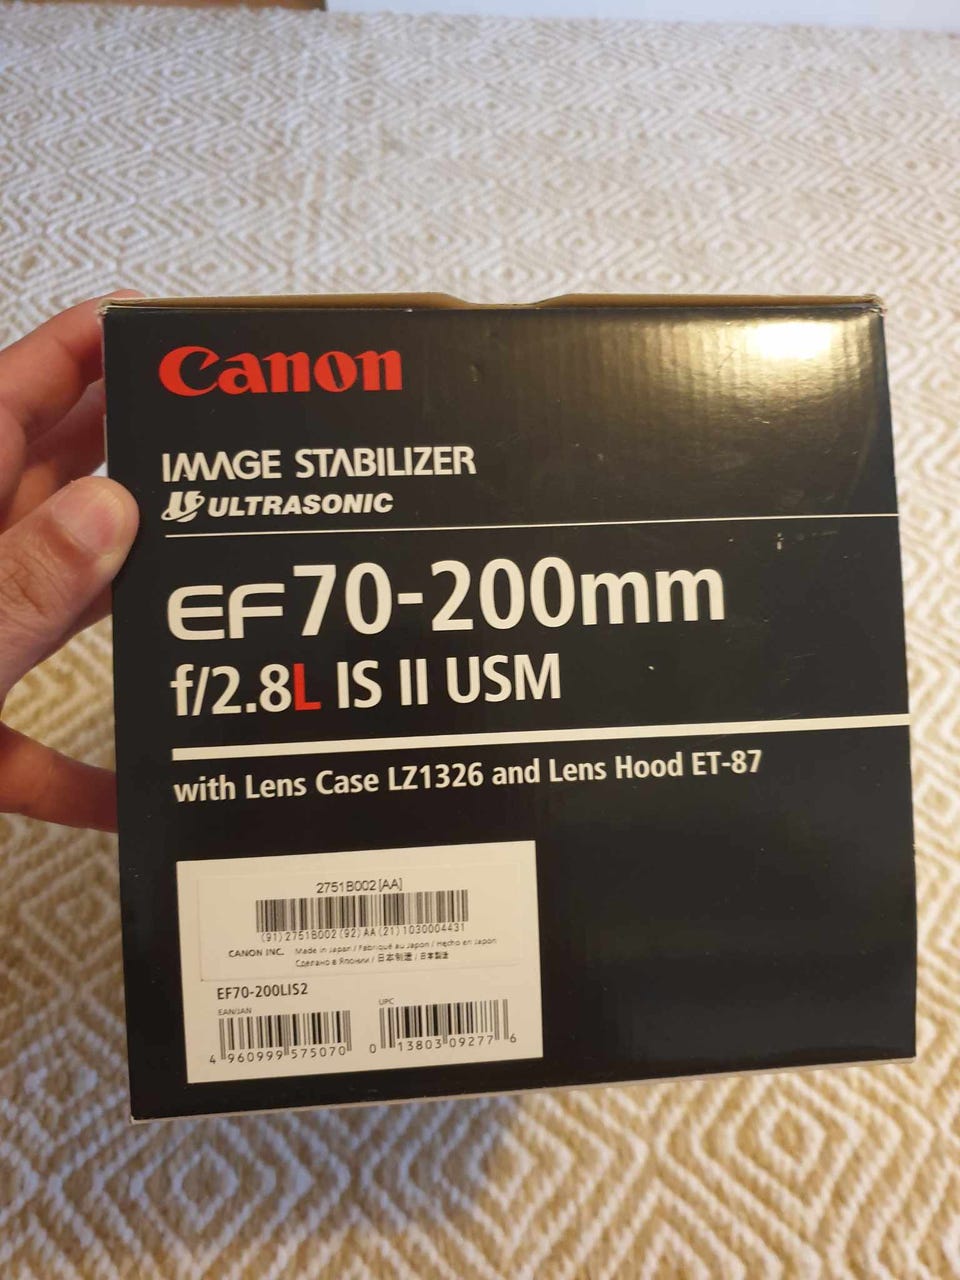 Canon
IMAGE STABILIZER
ULTRASONIC
EF70-200mm
f/2.8L IS II USM
with Lens Case LZ1326 and Lens Hood ET-87
2751B002[AA]
(91)2751B002(92)AA(21)1030004431
CANON INC. Made in Japan / Fabriqué au Japon / Hecho en Japón
Сделано в Японии / 日本制造 / 日本製造
EF70-200LIS2
EAN/JAN
UPC
4 960999 575070
0 13803 09277 6